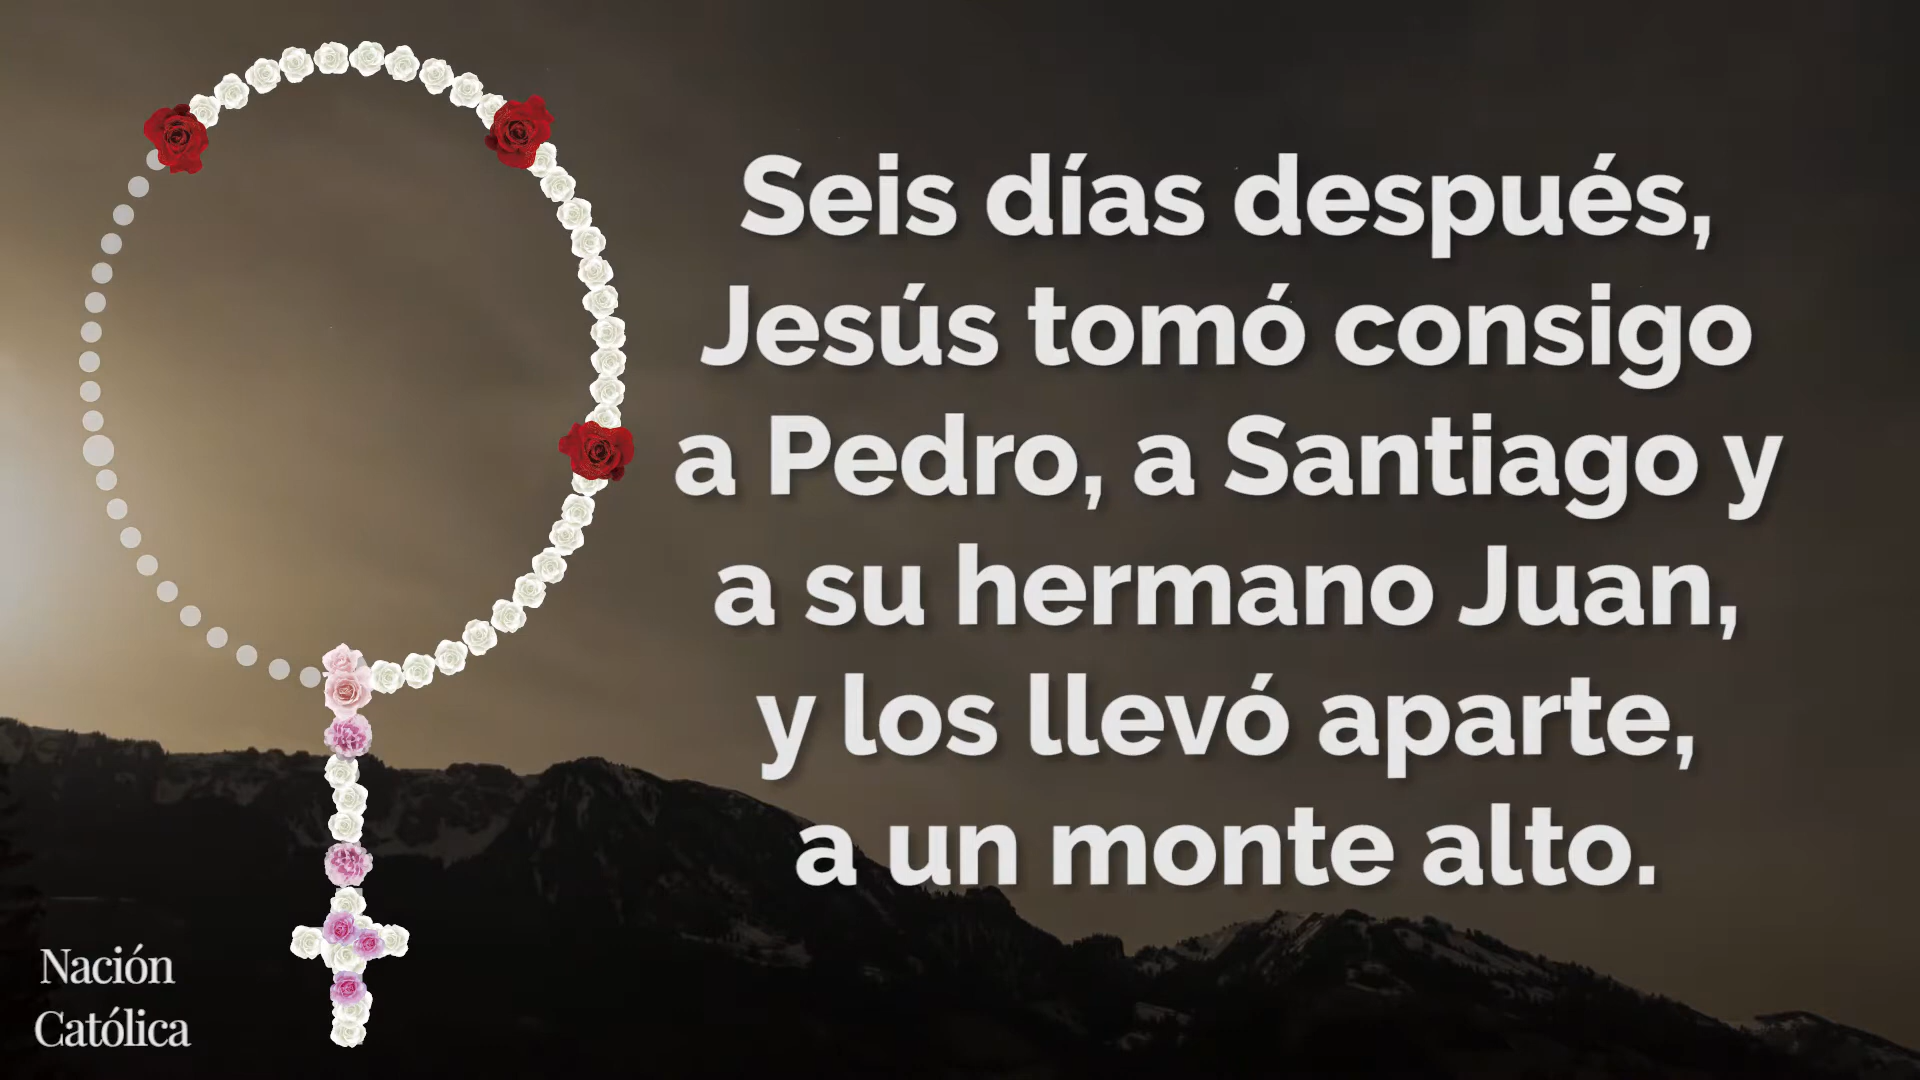 Seis días después,
Jesús tomó consigo
a Pedro, a Santiago y
a su hermano Juan,
y los llevó aparte,
a un monte alto.
Nación
Católica